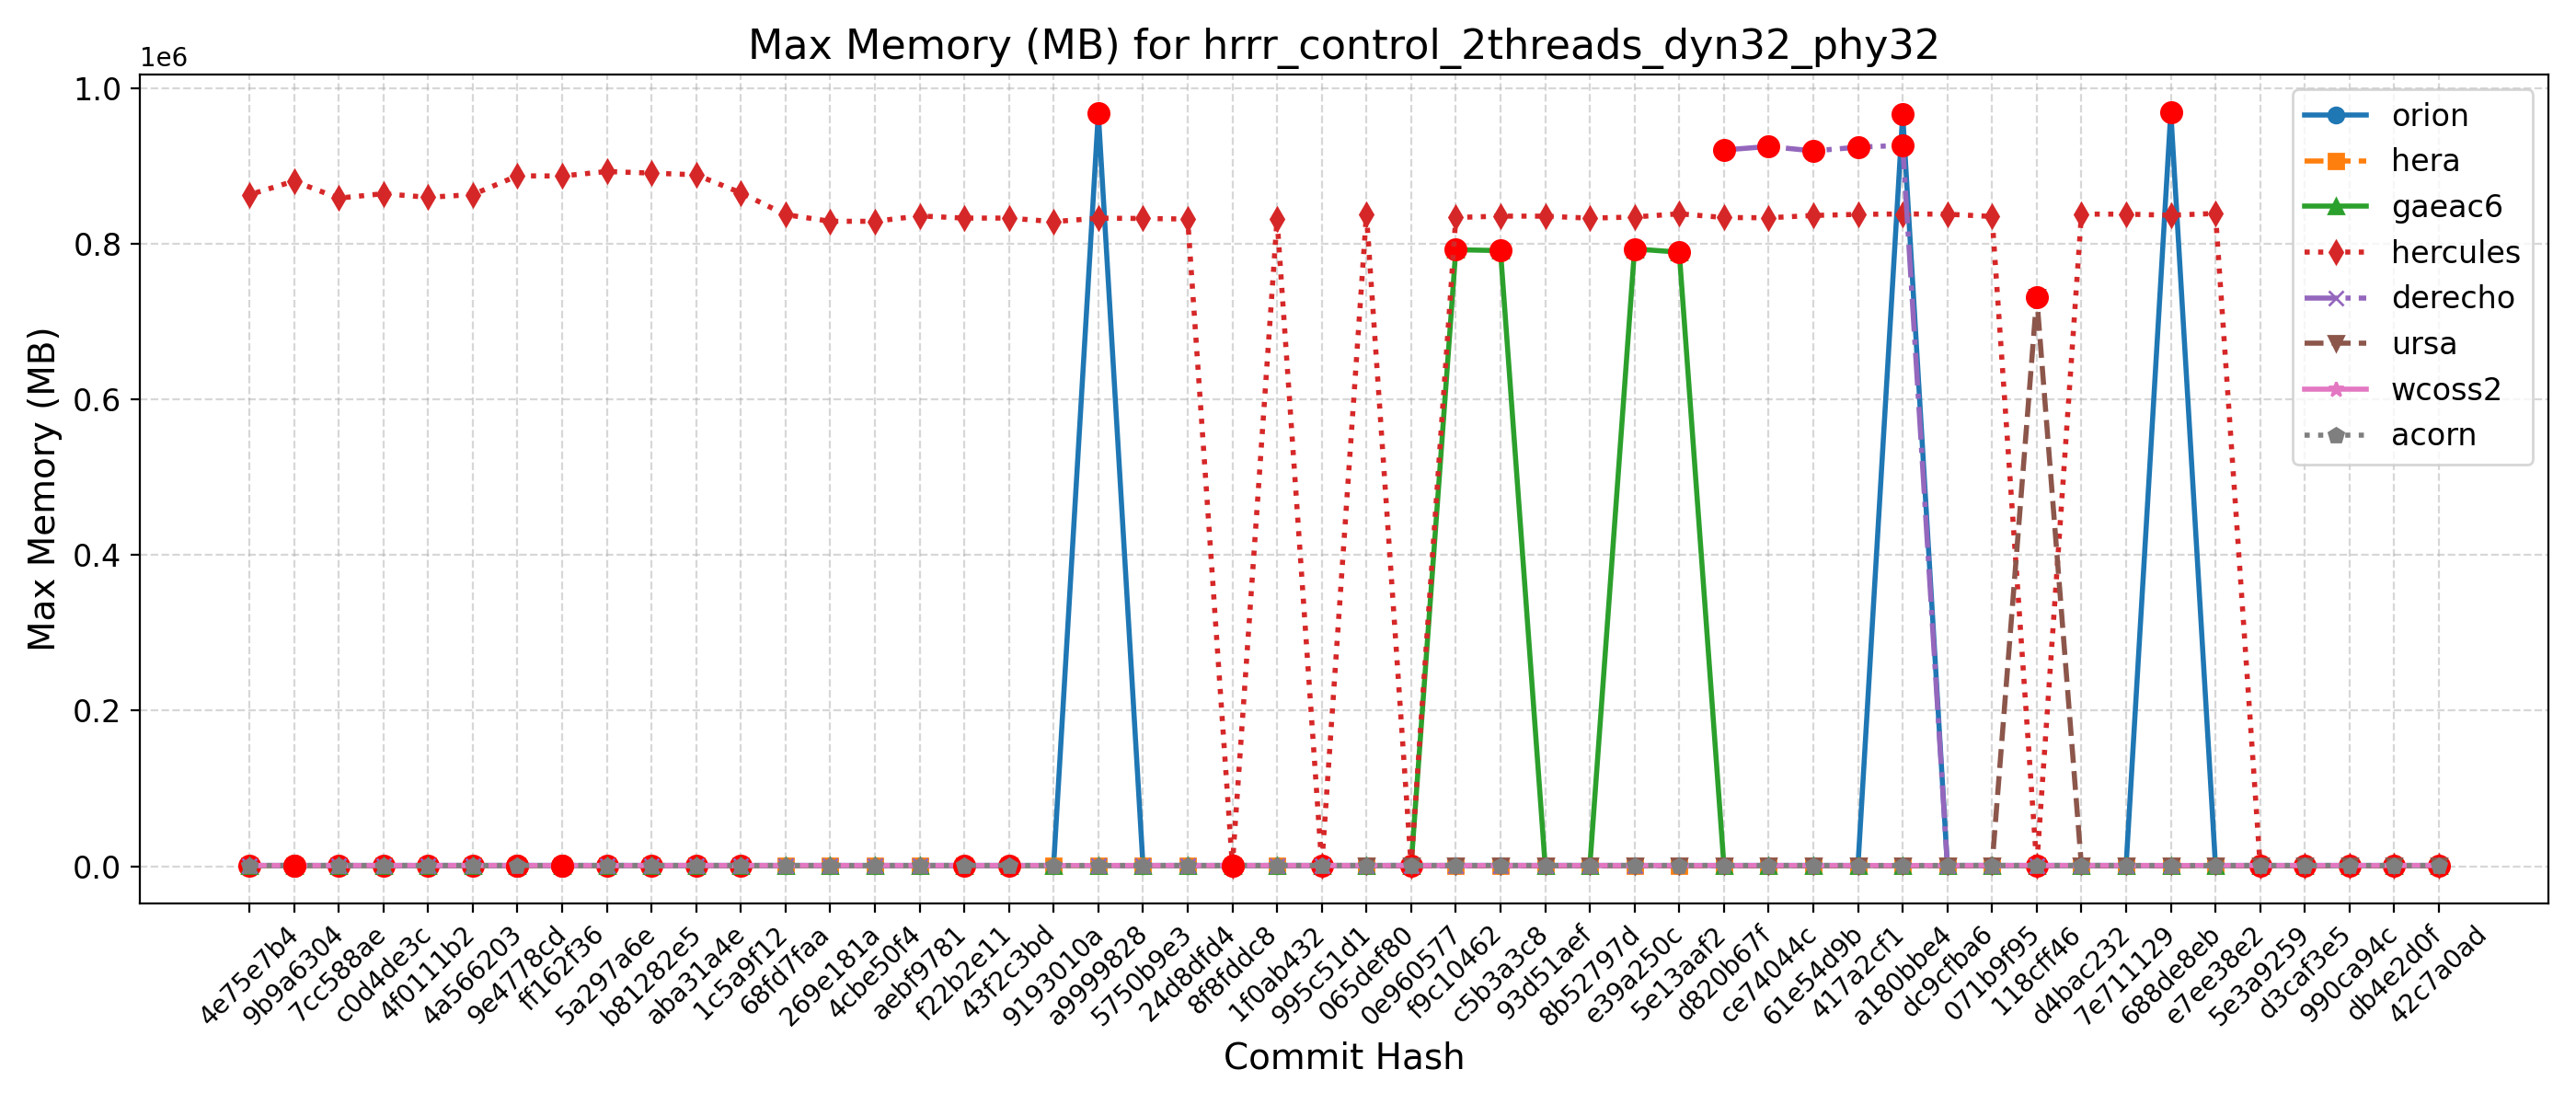 Max Memory (MB) for hrrr_control_2threads_dyn32_phy32
1e6
1.0
0.8
0.6
0.4
0.2
0.0
Max Memory (MB)
orion
hera
gaeac6
hercules
derecho
ursa
wcoss2
acorn
4e75e7b4
9b9a6304
7cc588ae
c0d4de3c
4f0111b2
4a566203
9e4778cd
ff162f36
5a297a6e
b81282e5
aba31a4e
1c5a9f12
68fd7faa
269e181a
4cbe50f4
aebf9781
f22b2e11
43f2c3bd
9193010a
a9999828
5750b9e3
24d8dfd4
8f8fddc8
1f0ab432
995c51d1
065def80
0e960577
f9c10462
c5b3a3c8
93d51aef
8b52797d
e39a250c
5e13aaf2
d820b67f
ce74044c
61e54d9b
417a2cf1
a180bbe4
dc9cfba6
071b9f95
118cff46
d4bac232
7e711129
688de8eb
e7ee38e2
5e3a9259
d3caf3e5
990ca94c
db4e2d0f
42c7a0ad
Commit Hash